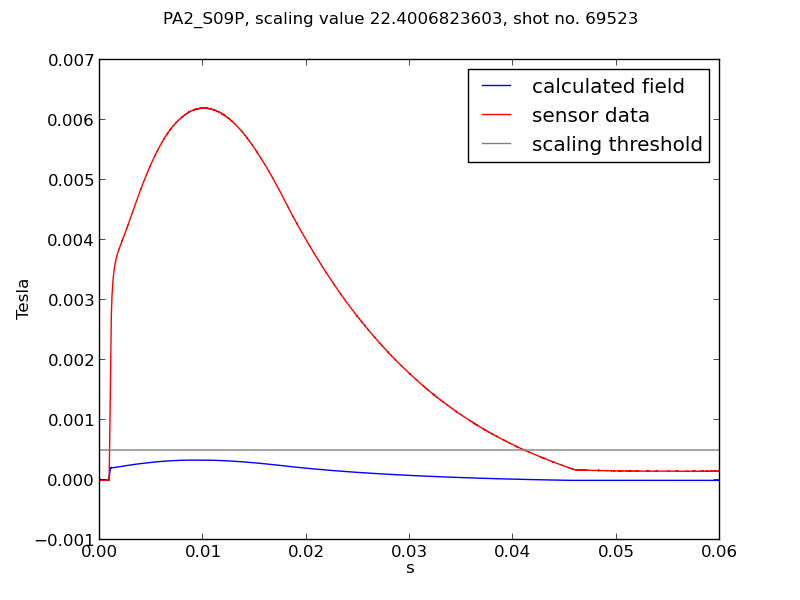 PA2_S09P, scaling value 22.4006823603, shot no. 69523
calculated field
sensor data
scaling threshold
0.007
0.006
0.005
0.004
0.003
0.002
0.001
0.000
−0.001
Tesla
0.00 0.01 0.02 0.03 0.04 0.05 0.06
s